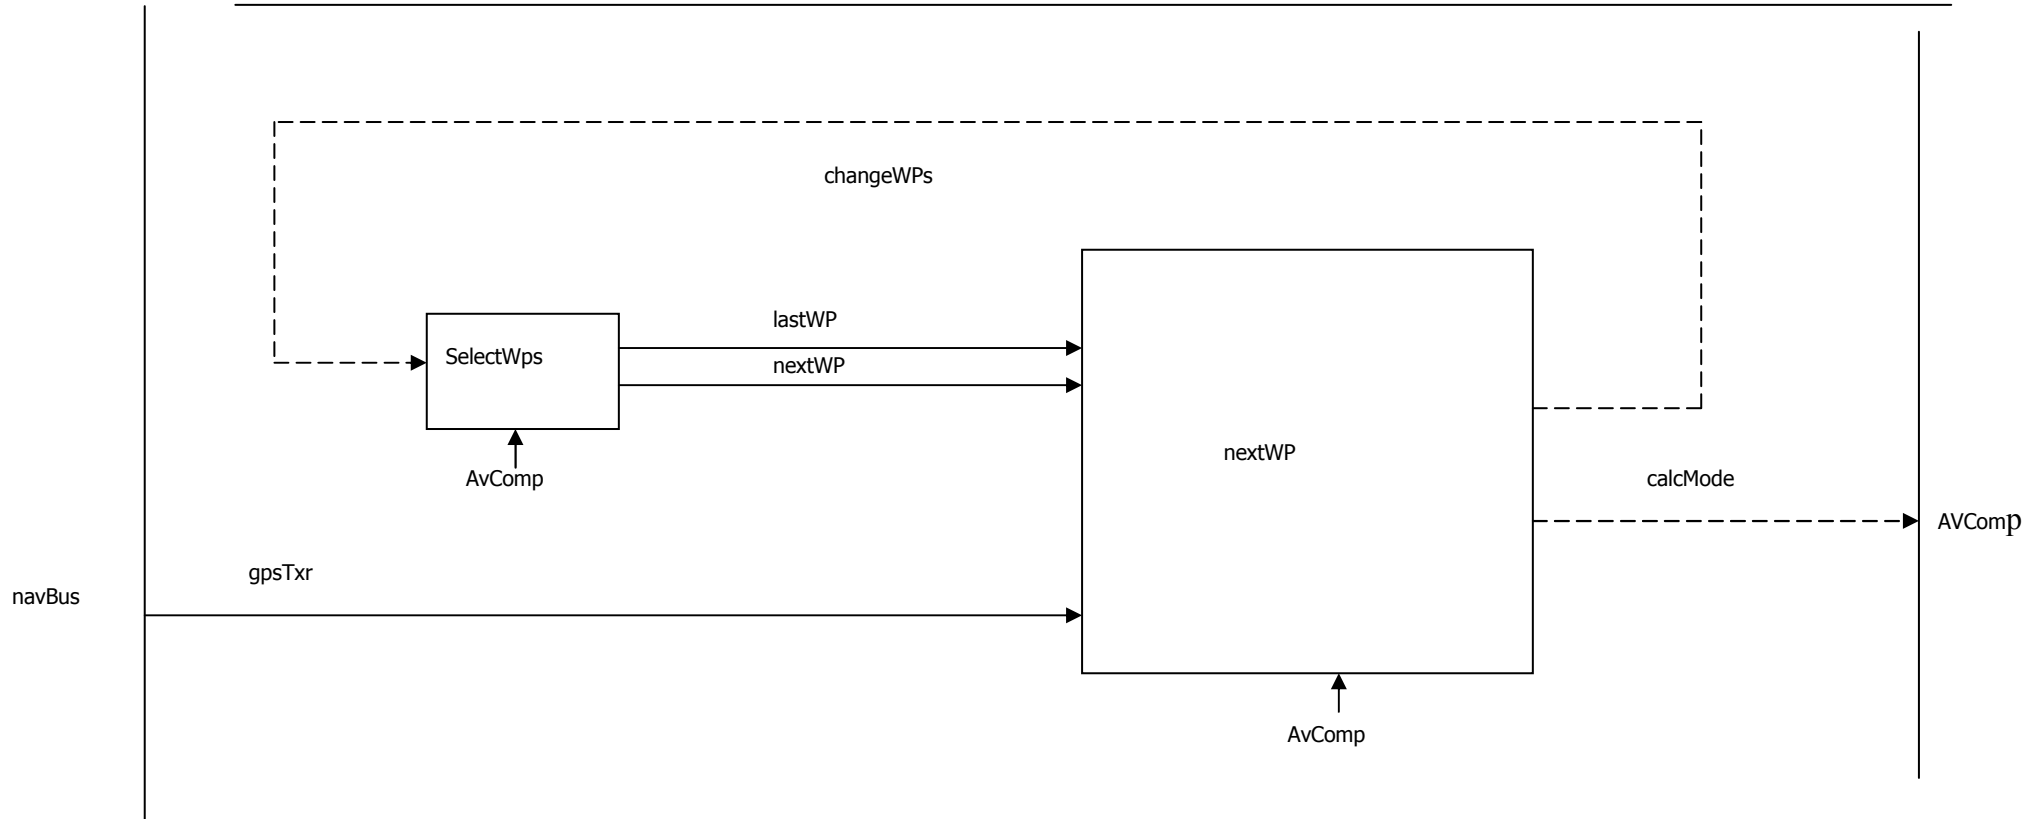 changeWPs
lastWP
SelectWps
nextWP
nextWP
AvComp
calcMode
AVComp
gpsTxr
navBus
AvComp